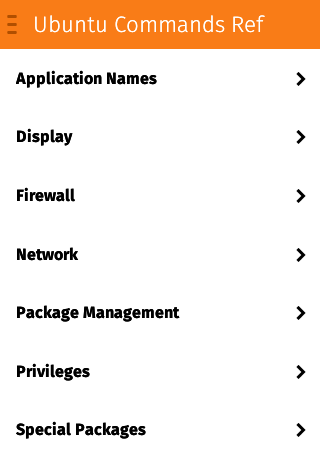 Ubuntu Commands Ref
Application Names
Display
Firewall
Network
Package Management
Privileges
Special Packages